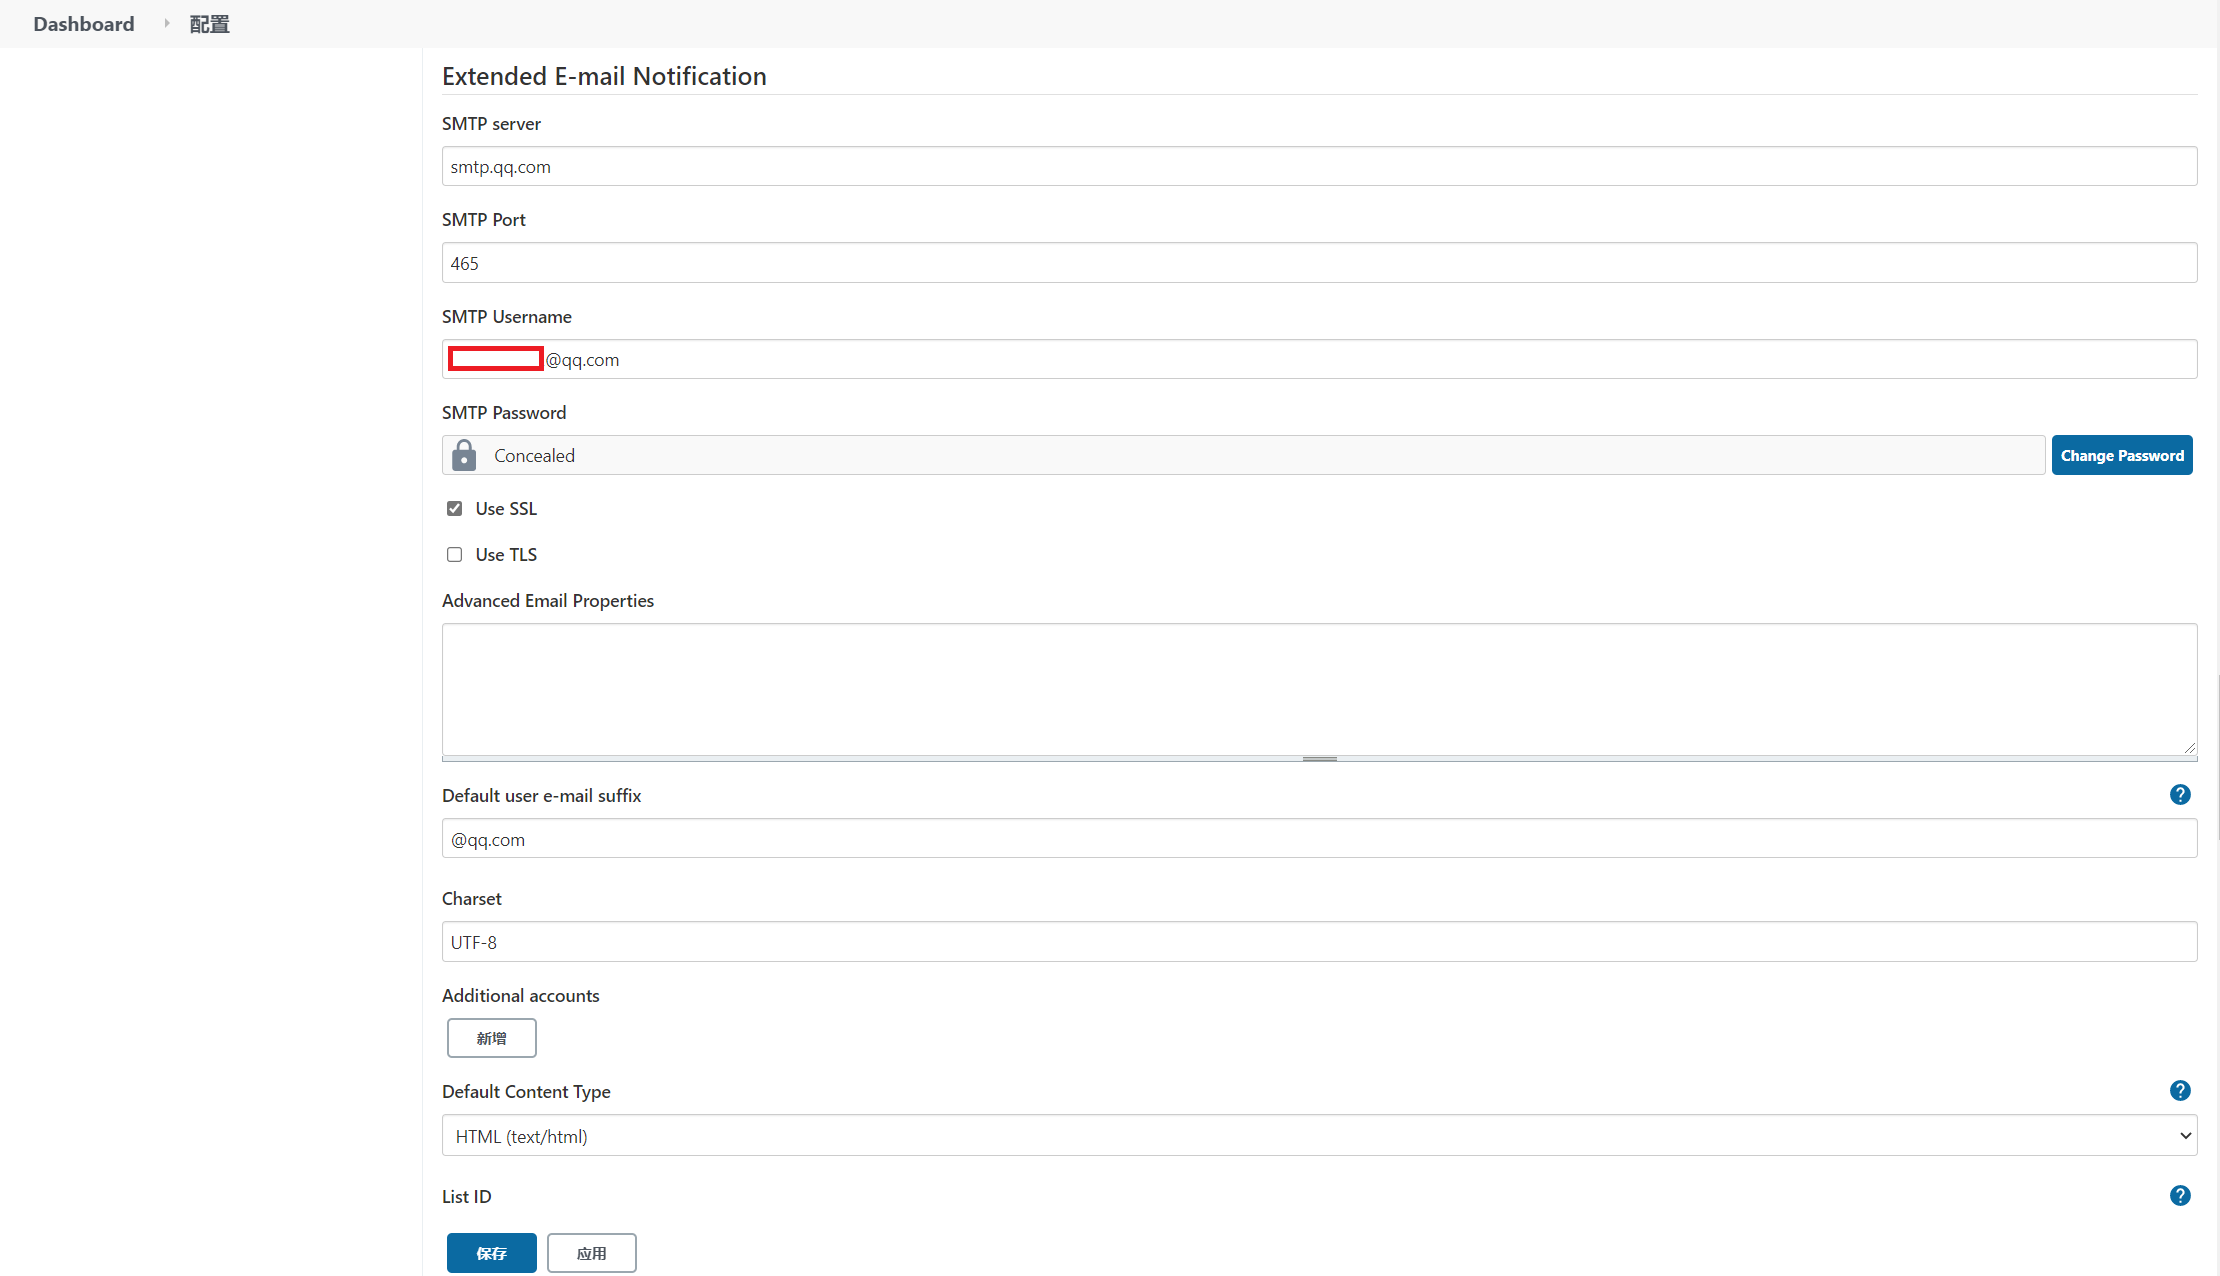 Dashboard 配置
Extended E-mail Notification
SMTP server
smtp.qq.com
SMTP Port
465
SMTP Username
@qq.com
SMTP Password
Concealed Change Password
Use SSL
Use TLS
Advanced Email Properties
Default user e-mail suffix ?
@qq.com
Charset
UTF-8
Additional accounts
新增
Default Content Type ?
HTML (text/html)
List ID ?
保存 应用